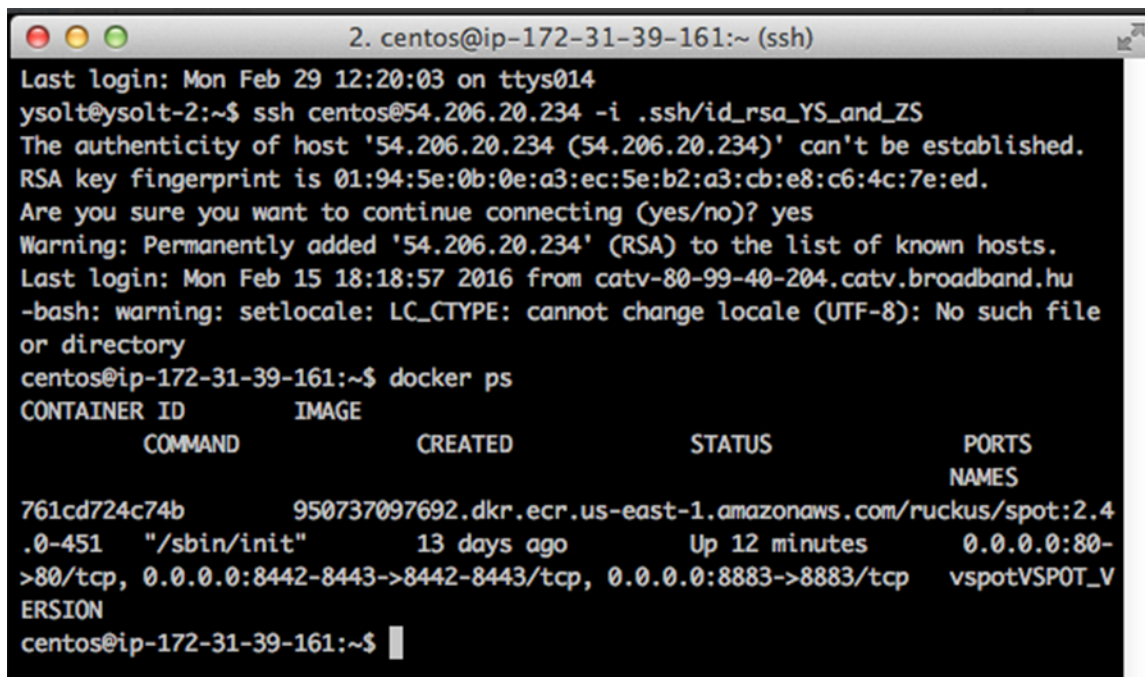 2. centos@ip-172-31-39-161:~ (ssh)
Last login: Mon Feb 29 12:20:03 on ttys014
ysolt@ysolt-2:~$ ssh centos@54.206.20.234 -i .ssh/id_rsa_YS_and_ZS
The authenticity of host '54.206.20.234 (54.206.20.234)' can't be established.
RSA key fingerprint is 01:94:5e:0b:0e:a3:ec:5e:b2:a3:cb:e8:c6:4c:7e:ed.
Are you sure you want to continue connecting (yes/no)? yes
Warning: Permanently added '54.206.20.234' (RSA) to the list of known hosts.
Last login: Mon Feb 15 18:18:57 2016 from catv-80-99-40-204.catv.broadband.hu
-bash: warning: setlocale: LC_CTYPE: cannot change locale (UTF-8): No such file
or directory
centos@ip-172-31-39-161:~$ docker ps
CONTAINER ID        IMAGE
        COMMAND             CREATED             STATUS              PORTS
                                                                    NAMES
761cd724c74b        950737097692.dkr.ecr.us-east-1.amazonaws.com/ruckus/spot:2.4
.0-451   "/sbin/init"        13 days ago         Up 12 minutes       0.0.0.0:80-
>80/tcp, 0.0.0.0:8442-8443->8442-8443/tcp, 0.0.0.0:8883->8883/tcp   vspotVSPOT_V
ERSION
centos@ip-172-31-39-161:~$